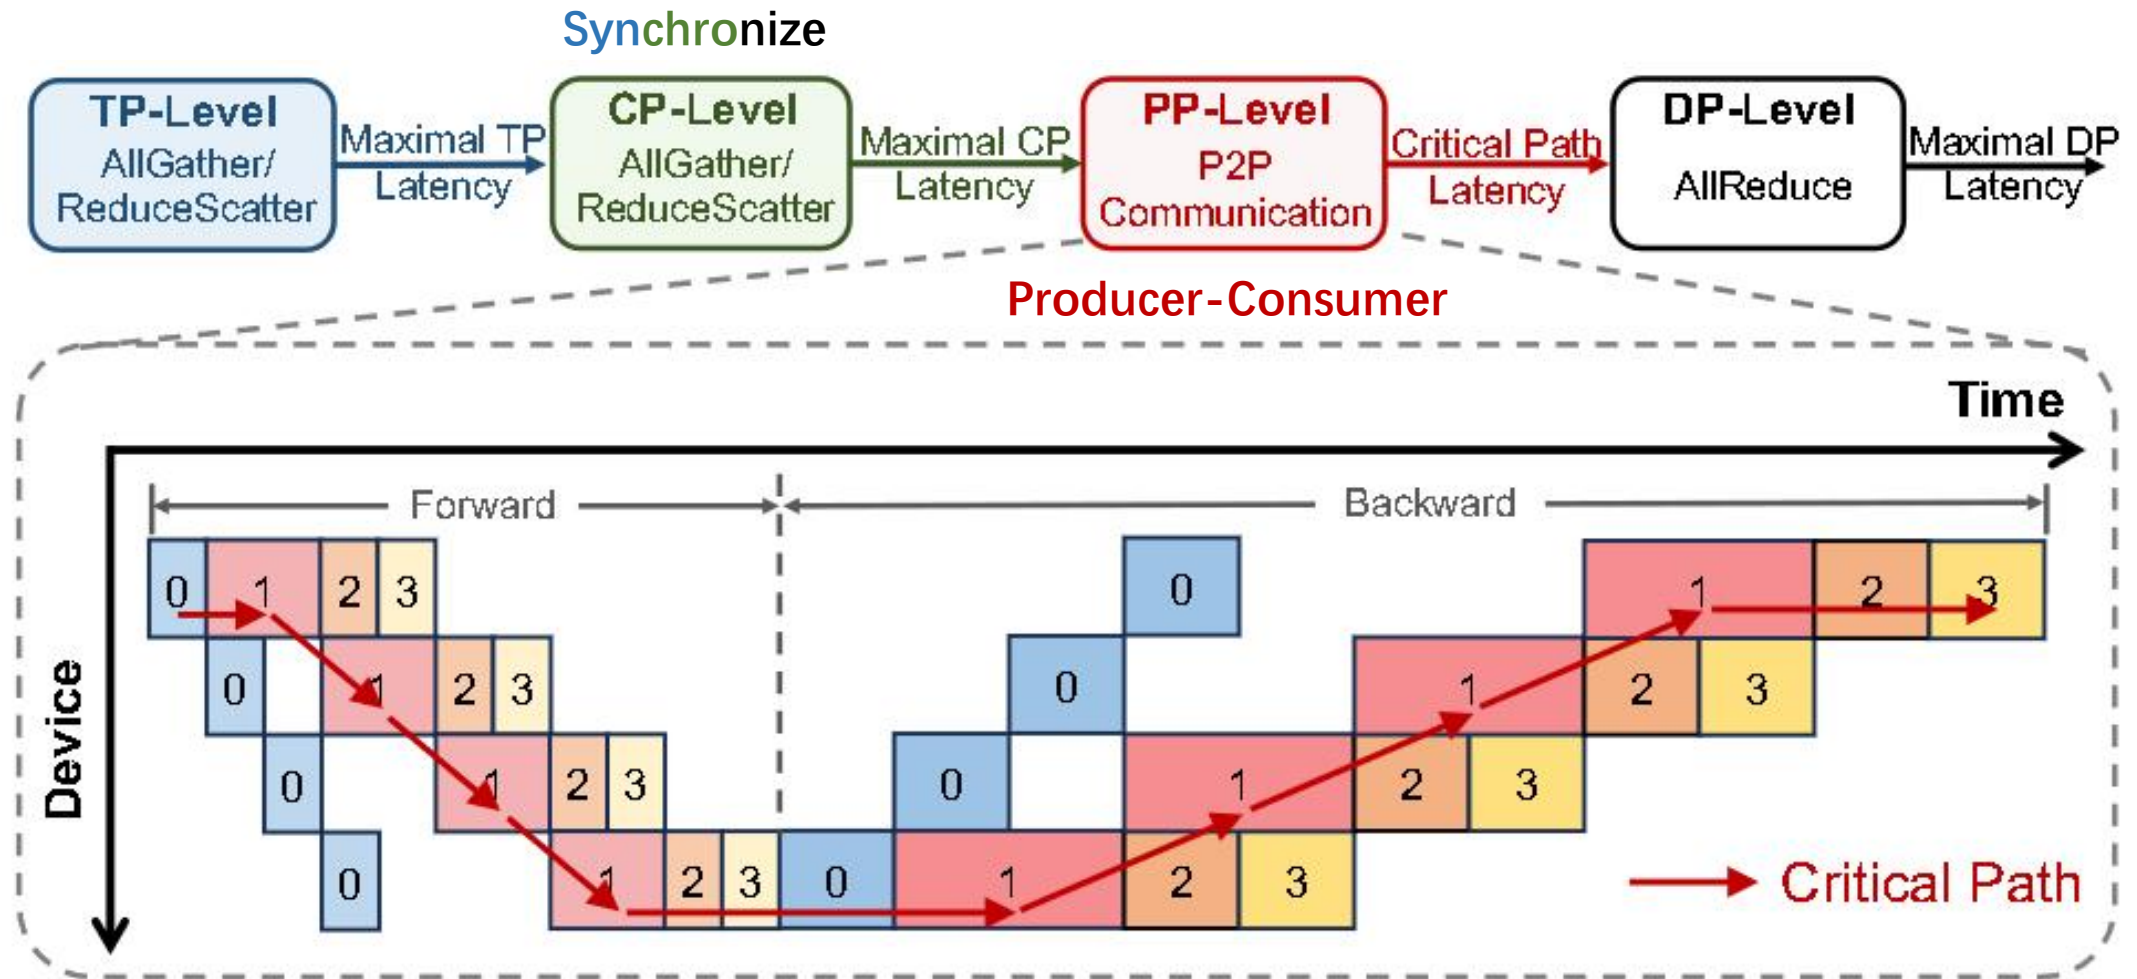 Synchronize
TP-Level
AllGather/
ReduceScatter
Maximal TP
Latency
CP-Level
AllGather/
ReduceScatter
Maximal CP
Latency
PP-Level
P2P
Communication
Critical Path
Latency
DP-Level
AllReduce
Maximal DP
Latency
Producer-Consumer
Time
Forward
Backward
Device
0 1 2 3 0 1 2 3
0 1 2 3 0 1 2 3
0 1 2 3 0 1 2 3
0 1 2 3 0 1 2 3
Critical Path